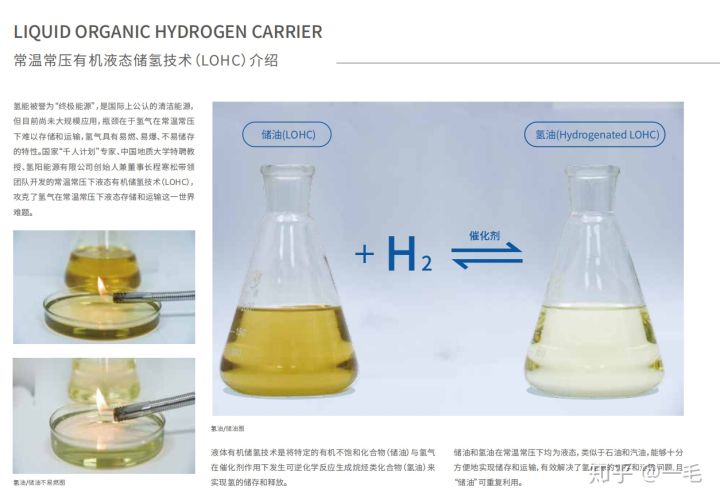 LIQUID ORGANIC HYDROGEN CARRIER
常温常压有机液态储氢技术（LOHC）介绍
氢能被誉为“终极能源”，是国际上公认的清洁能源，
但目前尚未大规模应用，瓶颈在于氢气在常温常压
下难以存储和运输，氢气具有易燃、易爆、不易储存
的特性。国家“千人计划”专家、中国地质大学特聘教
授、氢阳能源有限公司创始人兼董事长程寒松带领
团队开发的常温常压下液态有机储氢技术（LOHC），
攻克了氢气在常温常压下液态存储和运输这一世界
难题。
储油(LOHC)
氢油(Hydrogenated LOHC)
+ H2
催化剂
氢油/储油图
氢油/储油不易燃图
液体有机储氢技术是将特定的有机不饱和化合物（储油）与氢气
在催化剂作用下发生可逆化学反应生成烷烃类化合物（氢油）来
实现氢的储存和释放。
储油和氢油在常温常压下均为液态，类似于石油和汽油，能够十分
方便地实现储存和运输，有效解决了氢 的 存和 问题，且
“储油”可重复利用。
知乎 @一毛